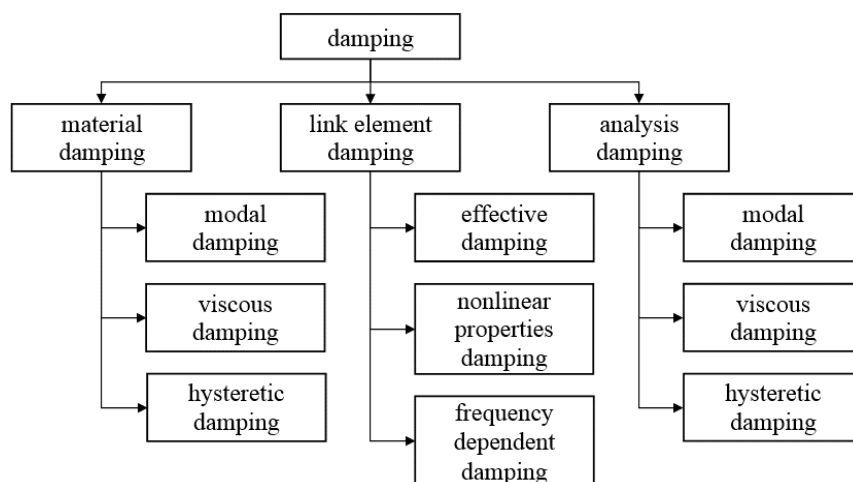 damping
material
damping
link element
damping
analysis
damping
modal
damping
effective
damping
modal
damping
viscous
damping
nonlinear
properties
damping
viscous
damping
hysteretic
damping
frequency
dependent
damping
hysteretic
damping